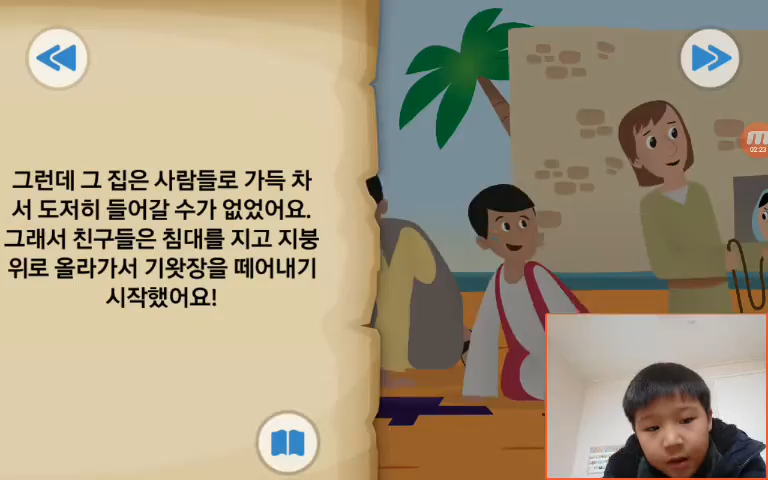 그런데 그 집은 사람들로 가득 차
서 도저히 들어갈 수가 없었어요.
그래서 친구들은 침대를 지고 지붕
위로 올라가서 기왓장을 떼어내기
시작했어요!
02:23